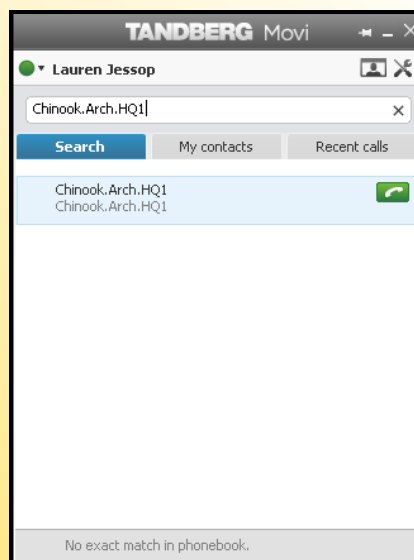 TANDBERG Movi
Lauren Jessop
Chinook.Arch.HQ1
Search My contacts Recent calls
Chinook.Arch.HQ1
Chinook.Arch.HQ1
No exact match in phonebook.